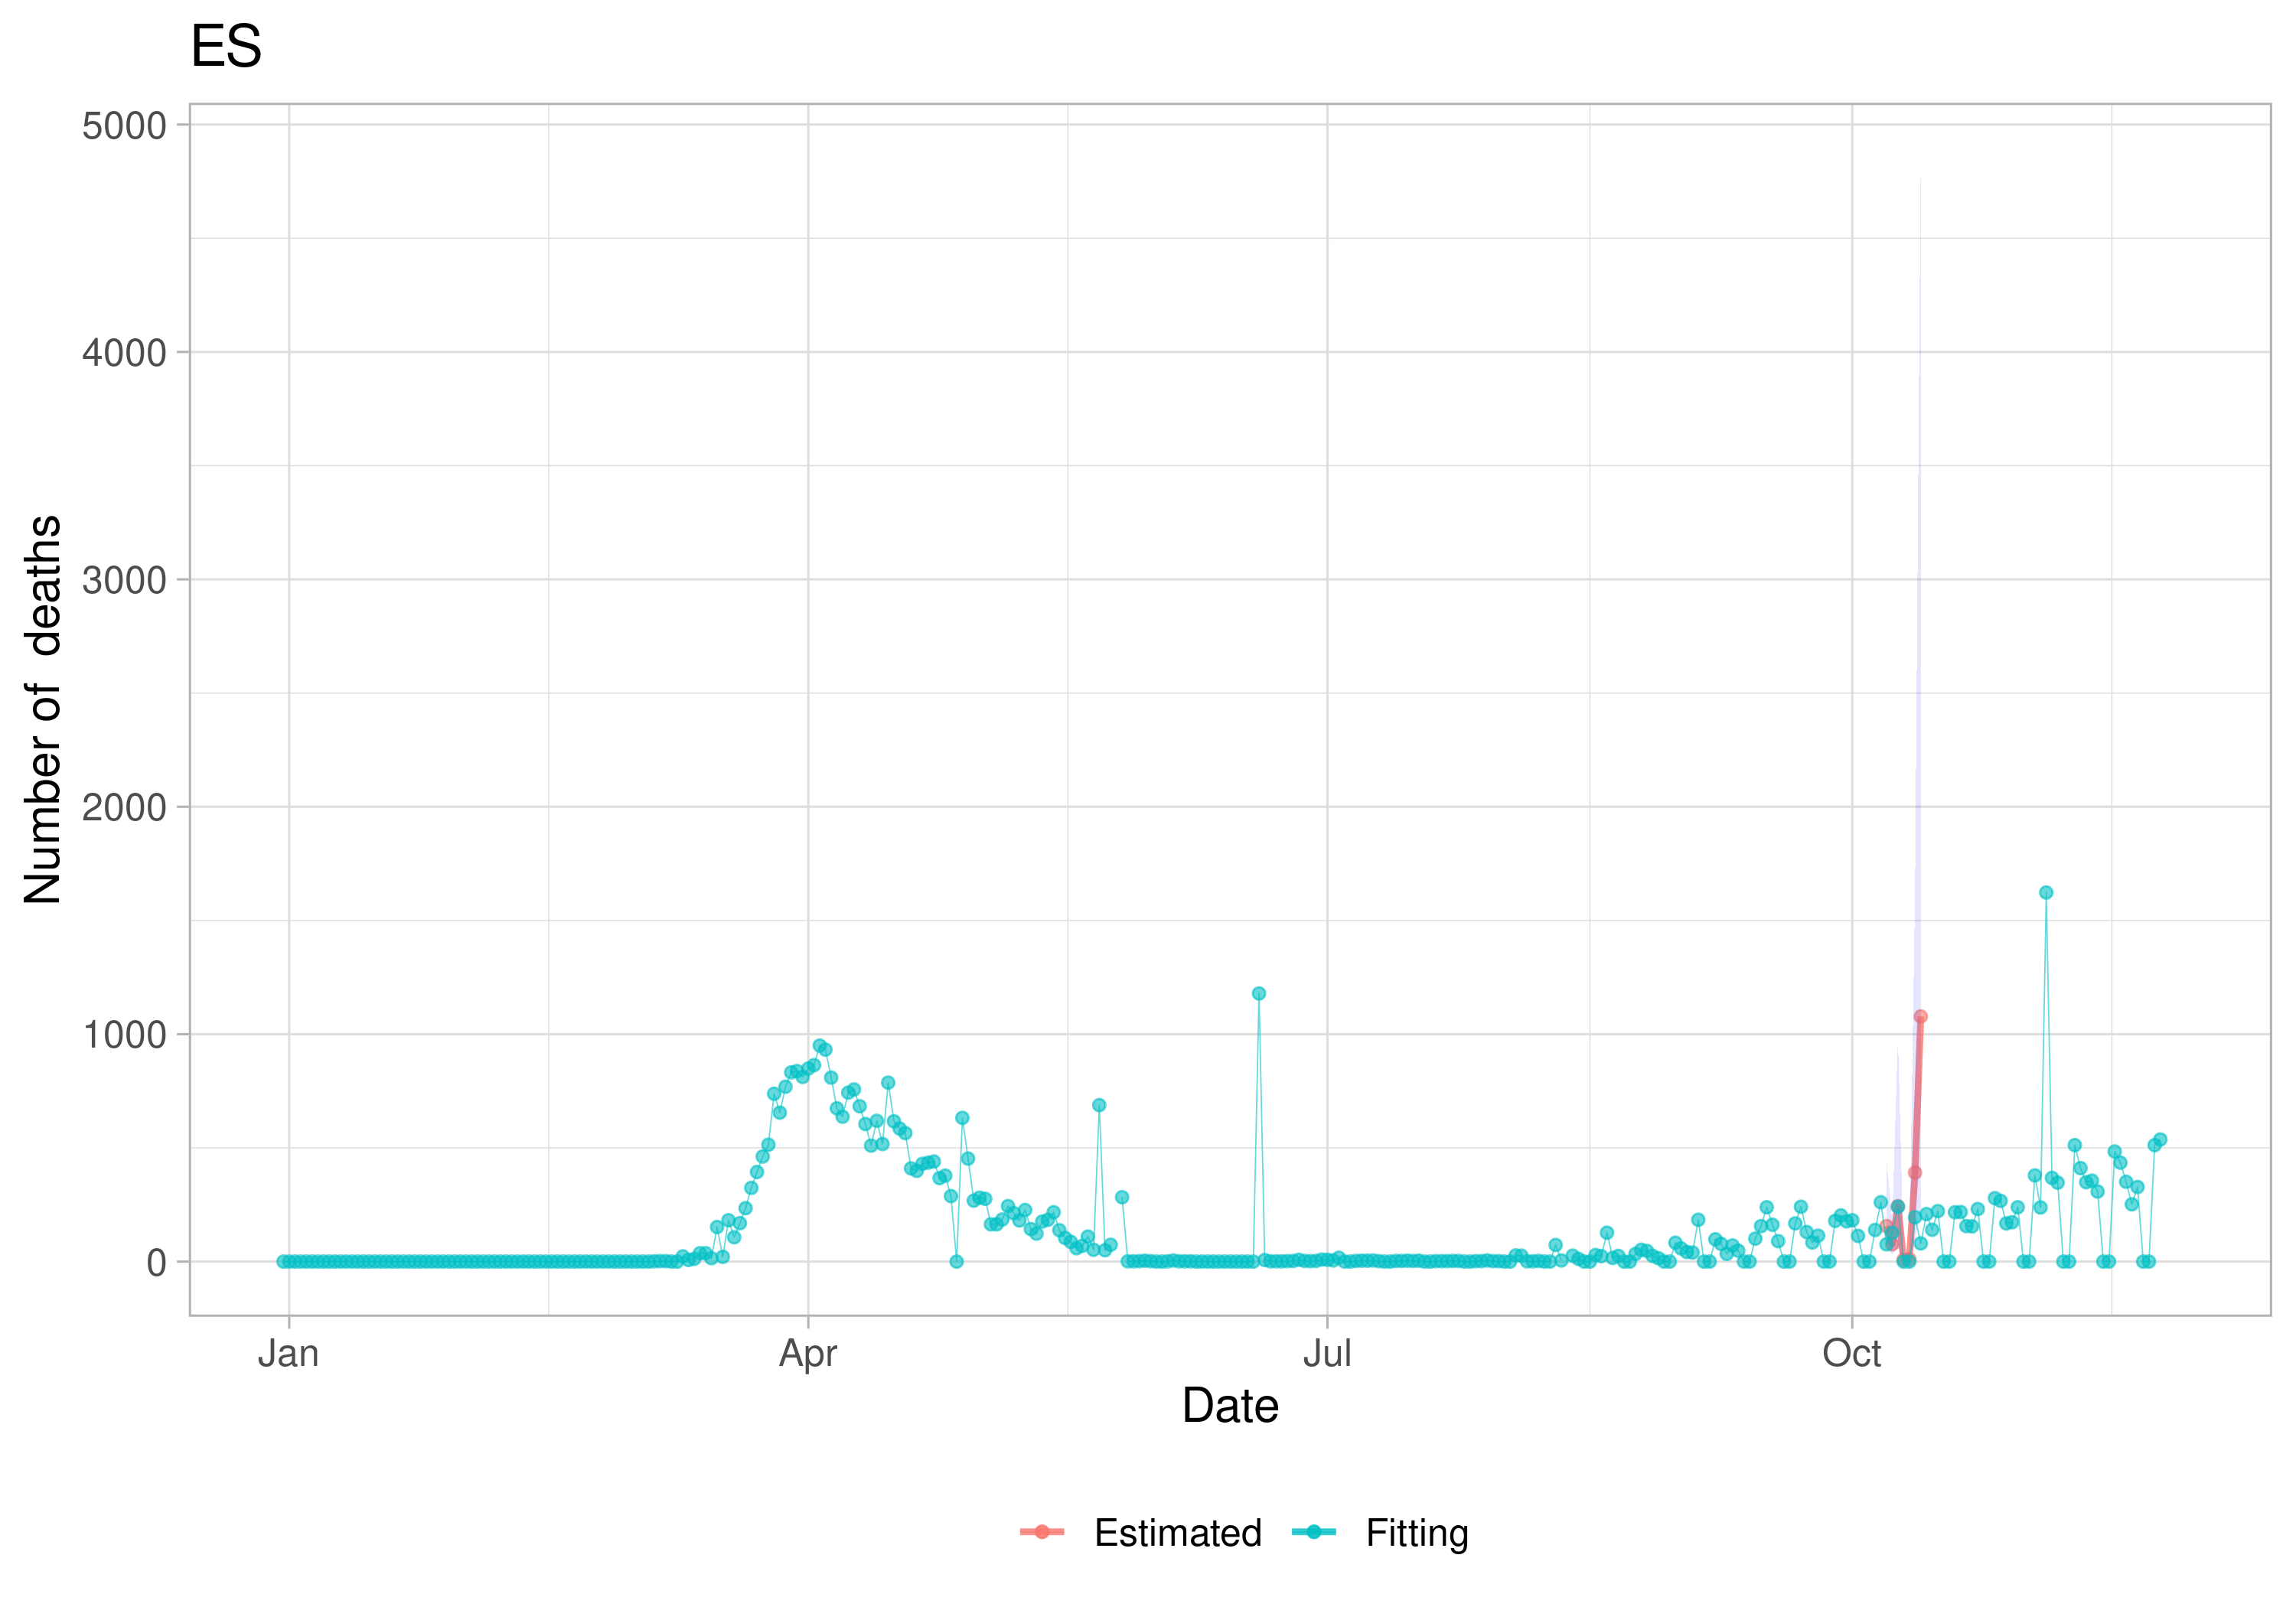 ES
5000
4000
3000
2000
1000
0
Number of  deaths
Jan Apr Jul Oct
Date
Estimated Fitting